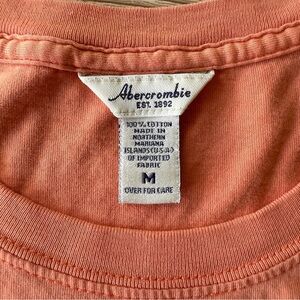 Abercrombie
EST. 1892
100% COTTON
MADE IN
NORTHERN
MARIANA
ISLANDS(U.S.A)
OF IMPORTED
FABRIC
M
OVER FOR CARE